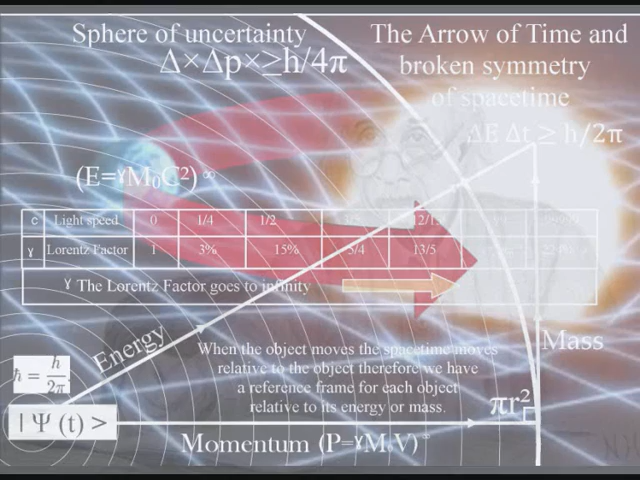 Sphere of uncertainty
Δ×Δp×≥h/4π
The Arrow of Time and
broken symmetry
of spacetime
ΔE Δt ≥ h/2π
(E=ɣM₀C²) ∞
c Light speed 0 1/4 1/2 12/13
ɣ Lorentz Factor 1 3% 15% 5/4 13/5
ɣ The Lorentz Factor goes to infinity
Energy
When the object moves the spacetime moves
relative to the object therefore we have
a reference frame for each object
relative to its energy or mass.
Mass
ħ = h/2π
| Ψ (t) >
πr²
Momentum (P=ɣM₀V) ∞